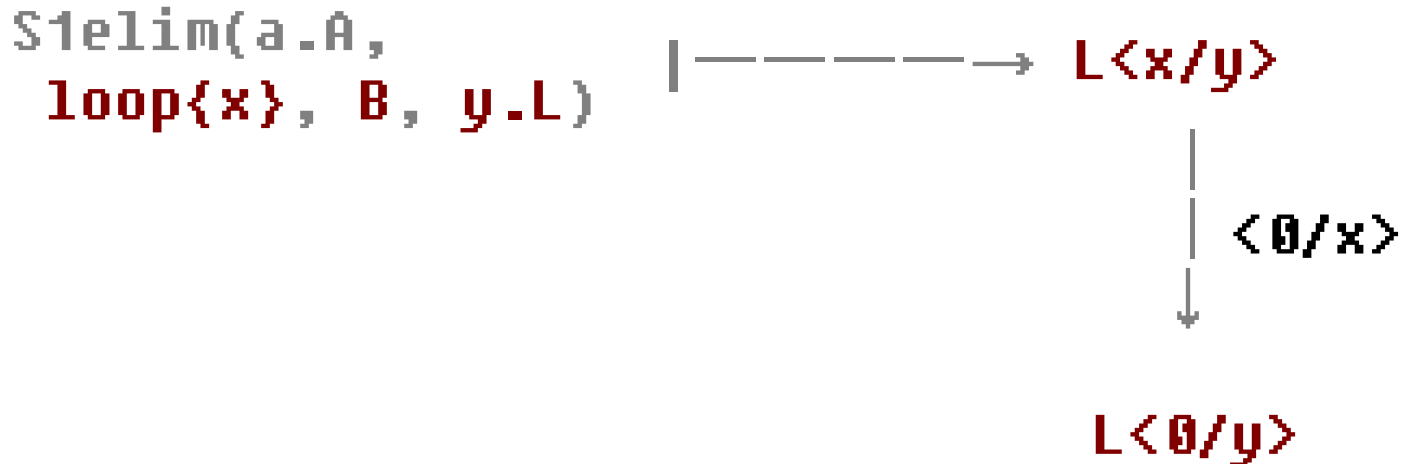 S1elim(a.A,
loop{x}, B, y.L)
|————→ L<x/y>
<0/x>
L<0/y>